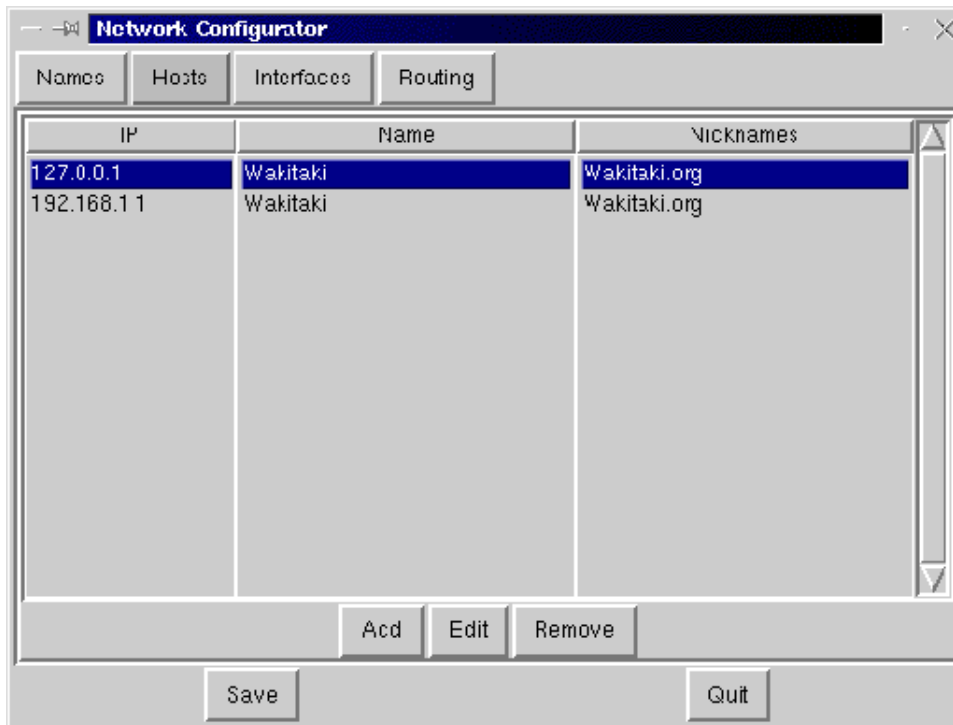 Network Configurator
Names Hosts Interfaces Routing
IP Name Nicknames
127.0.0.1 Wakitaki Wakitaki.org
192.168.1 1 Wakitaki Wakitaki.org
Add Edit Remove
Save Quit